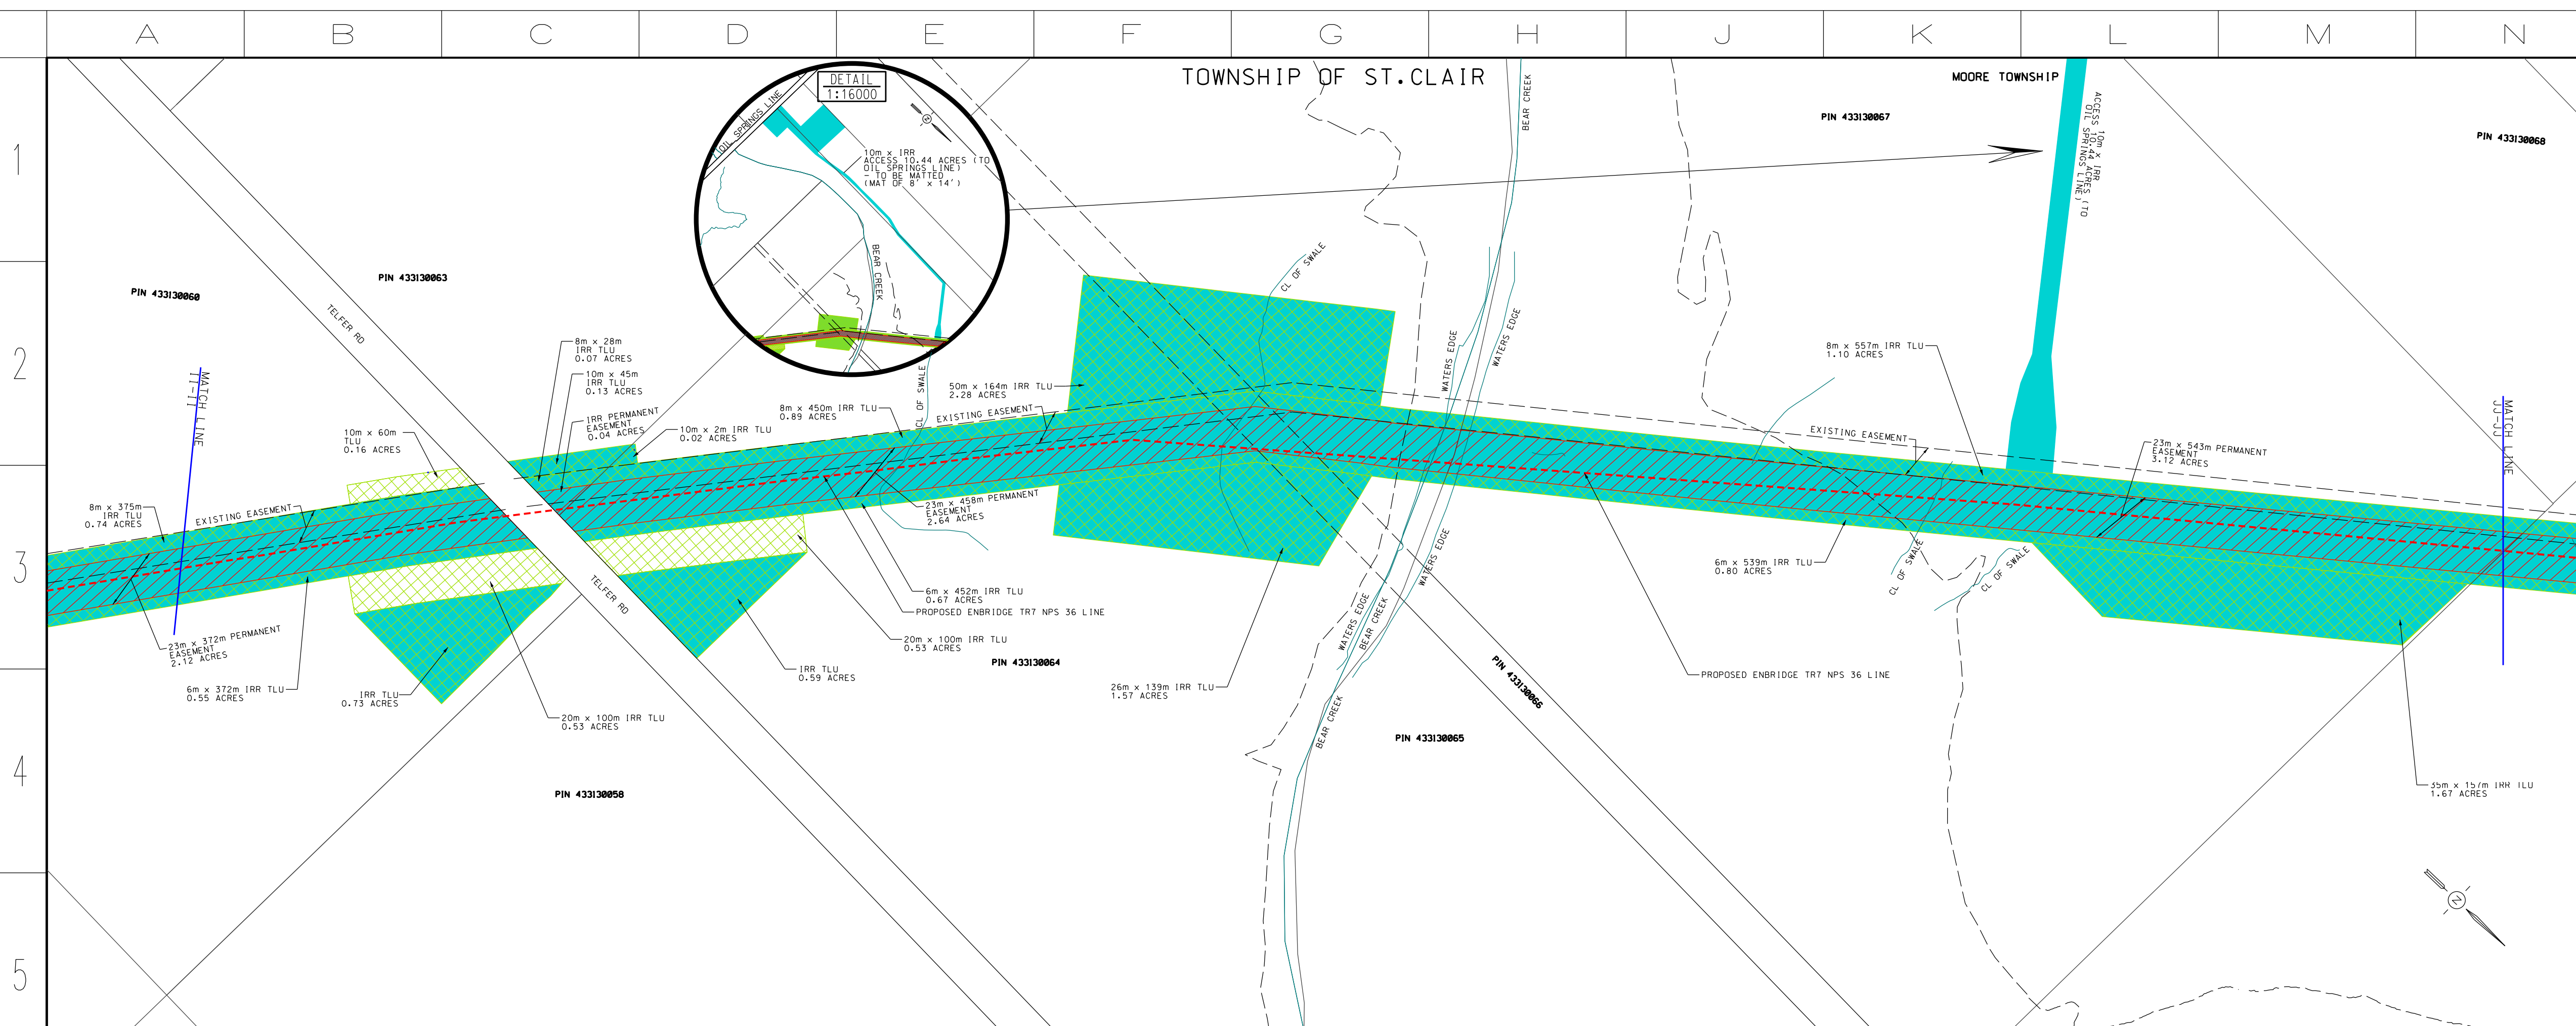 A B C D E F G H J K L M N
1
2
3
4
5
TOWNSHIP OF ST.CLAIR
MOORE TOWNSHIP
DETAIL
1:16000
OIL SPRINGS LINE
N
10m x IRR
ACCESS 10.44 ACRES (TO
OIL SPRINGS LINE)
- TO BE MATTED
(MAT OF 8' x 14')
BEAR CREEK
BEAR CREEK
PIN 433130067
ACCESS 10m x IRR
10.44 ACRES (TO
OIL SPRINGS LINE)
PIN 433130068
PIN 433130060
PIN 433130063
TELFER RD
MATCH LINE
II-II
8m x 28m
IRR TLU
0.07 ACRES
10m x 45m
IRR TLU
0.13 ACRES
IRR PERMANENT
EASEMENT
0.04 ACRES
10m x 2m IRR TLU
0.02 ACRES
8m x 450m IRR TLU
0.89 ACRES
CL OF SWALE
50m x 164m IRR TLU
2.28 ACRES
EXISTING EASEMENT
CL OF SWALE
WATERS EDGE
WATERS EDGE
8m x 557m IRR TLU
1.10 ACRES
EXISTING EASEMENT
23m x 543m PERMANENT
EASEMENT
3.12 ACRES
MATCH LINE
JJ-JJ
10m x 60m
TLU
0.16 ACRES
8m x 375m
IRR TLU
0.74 ACRES
EXISTING EASEMENT
23m x 458m PERMANENT
EASEMENT
2.64 ACRES
23m x 372m PERMANENT
EASEMENT
2.12 ACRES
6m x 372m IRR TLU
0.55 ACRES
IRR TLU
0.73 ACRES
20m x 100m IRR TLU
0.53 ACRES
TELFER RD
IRR TLU
0.59 ACRES
6m x 452m IRR TLU
0.67 ACRES
PROPOSED ENBRIDGE TR7 NPS 36 LINE
20m x 100m IRR TLU
0.53 ACRES
PIN 433130064
26m x 139m IRR TLU
1.57 ACRES
WATERS EDGE
BEAR CREEK
WATERS EDGE
BEAR CREEK
PIN 433130066
PIN 433130065
PROPOSED ENBRIDGE TR7 NPS 36 LINE
6m x 539m IRR TLU
0.80 ACRES
CL OF SWALE
CL OF SWALE
35m x 157m IRR TLU
1.67 ACRES
PIN 433130058
N